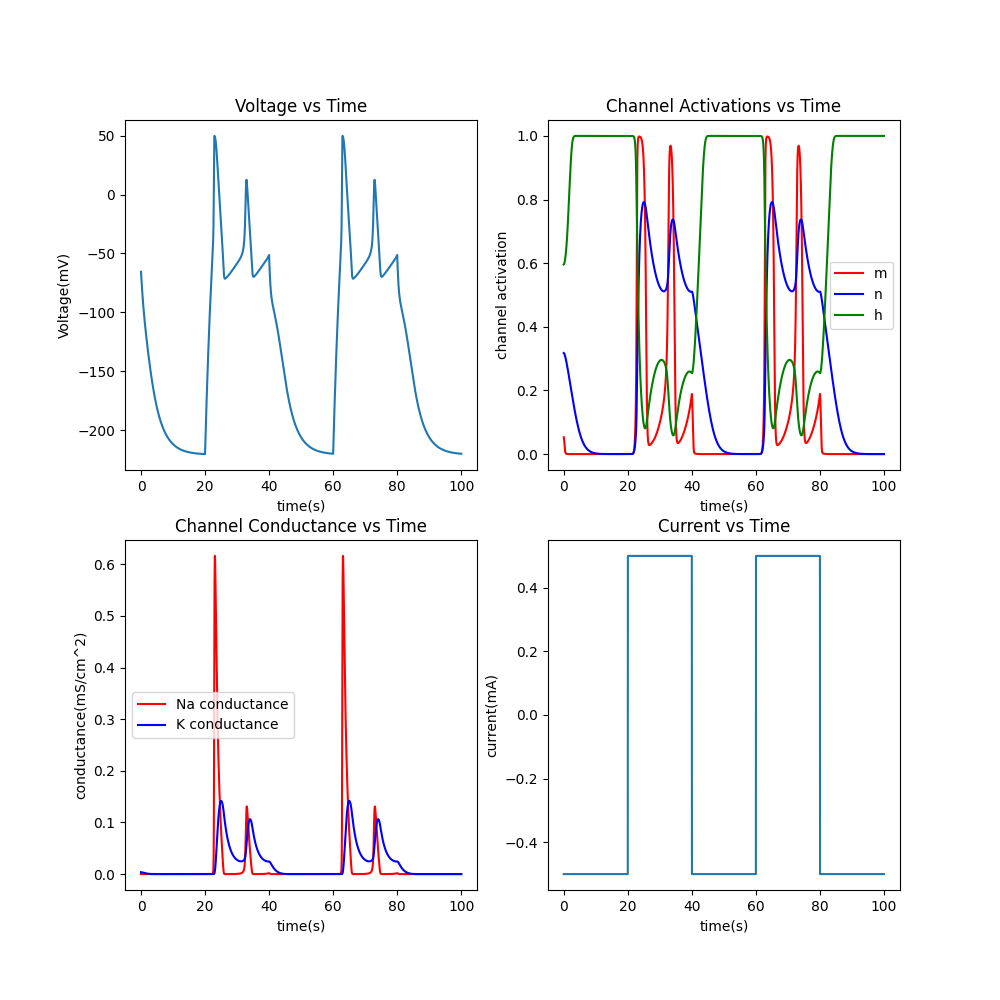 Voltage vs Time
Voltage(mV)
50
0
−50
−100
−150
−200
0 20 40 60 80 100
time(s)
Channel Activations vs Time
channel activation
1.0
0.8
0.6
0.4
0.2
0.0
m
n
h
0 20 40 60 80 100
time(s)
Channel Conductance vs Time
conductance(mS/cm^2)
0.6
0.5
0.4
0.3
0.2
0.1
0.0
Na conductance
K conductance
0 20 40 60 80 100
time(s)
Current vs Time
current(mA)
0.4
0.2
0.0
−0.2
−0.4
0 20 40 60 80 100
time(s)